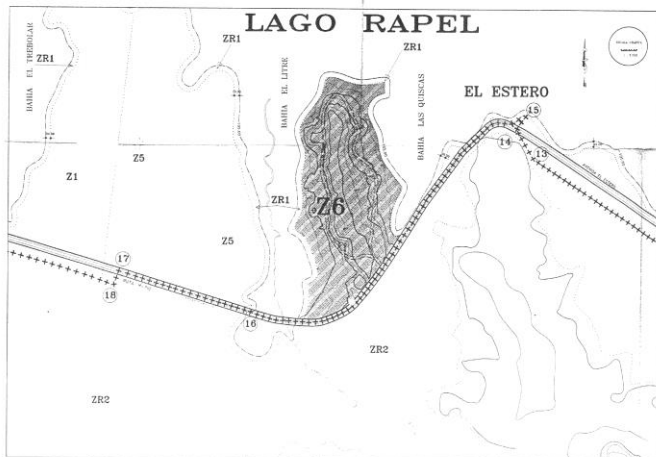 LAGO RAPEL
ZR1
ZR1
BAHIA EL TREBOLAR
BAHIA EL LITRE
BAHIA LAS QUISCAS
EL ESTERO
15
14
13
Z1
Z5
ZR1
Z6
Z5
17
18
16
ZR2
ZR2